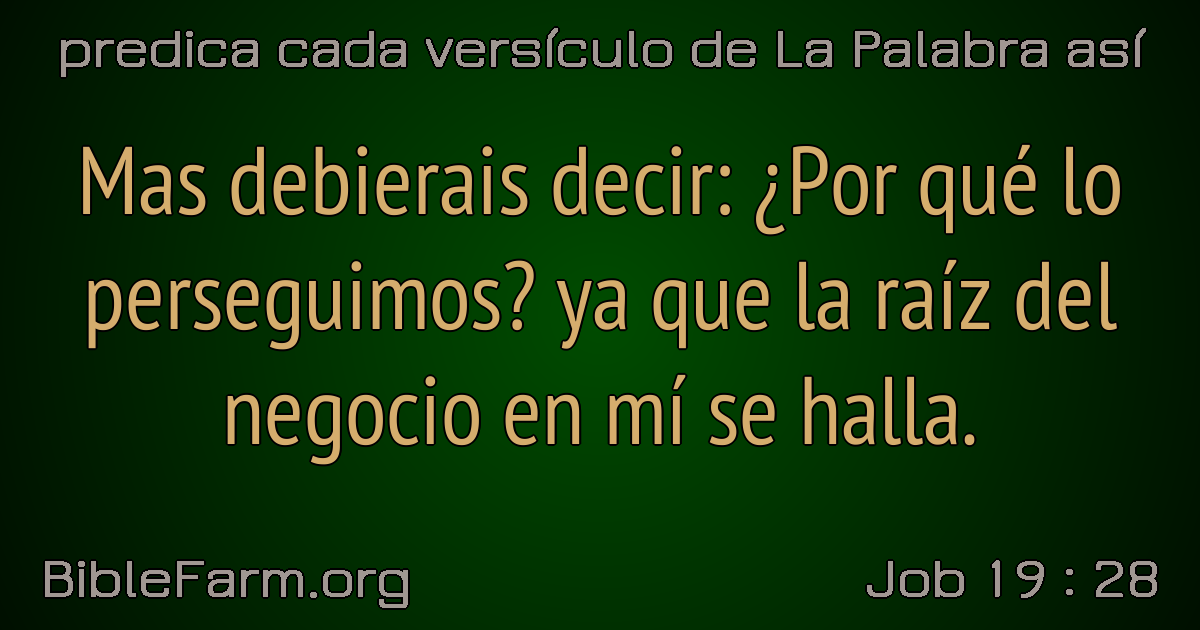 predica cada versículo de La Palabra así
Mas debierais decir: ¿Por qué lo
perseguimos? ya que la raíz del
negocio en mí se halla.
BibleFarm.org
Job 19 : 28